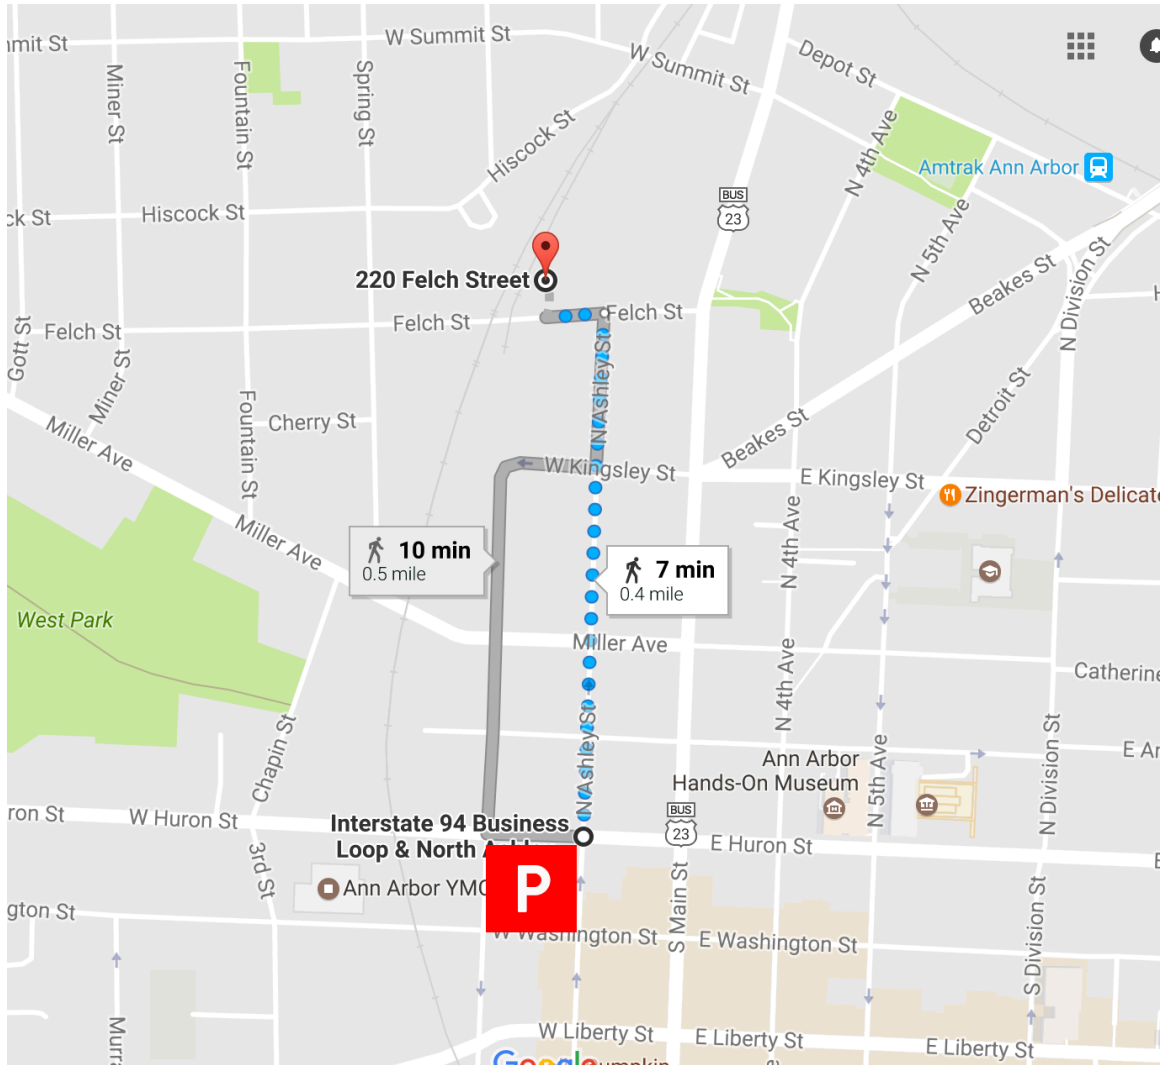 mmit St
W Summit St
W Summit St
Depot St
Miner St
Fountain St
Spring St
Hiscock St
N 4th Ave
Amtrak Ann Arbor
BUS
23
ck St
Hiscock St
N 5th Ave
N Division St
Beakes St
220 Felch Street
Felch St
Felch St
Felch St
Gott St
Miner St
N Ashley St
Fountain St
Cherry St
Detroit St
Miller Ave
Beakes St
W Kingsley St
E Kingsley St
Zingerman's Delicate
Miller Ave
N 4th Ave
10 min
0.5 mile
7 min
0.4 mile
West Park
Miller Ave
N 4th Ave
Catherine
Chapin St
N Ashley St
N 5th Ave
N Division St
E An
Ann Arbor
Hands-On Museum
ron St
W Huron St
Interstate 94 Business
Loop & North
BUS
23
E Huron St
3rd St
P
Ann Arbor YMC
S Main St
S Division St
gton St
W Washington St
E Washington St
Murra
W Liberty St
E Liberty St
E Liberty St
Google
umpkin